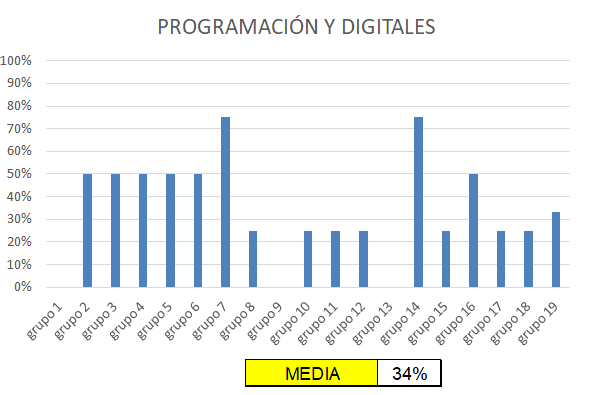 PROGRAMACIÓN Y DIGITALES
100%
90%
80%
70%
60%
50%
40%
30%
20%
10%
0%
grupo 1
grupo 2
grupo 3
grupo 4
grupo 5
grupo 6
grupo 7
grupo 8
grupo 9
grupo 10
grupo 11
grupo 12
grupo 13
grupo 14
grupo 15
grupo 16
grupo 17
grupo 18
grupo 19
MEDIA 34%